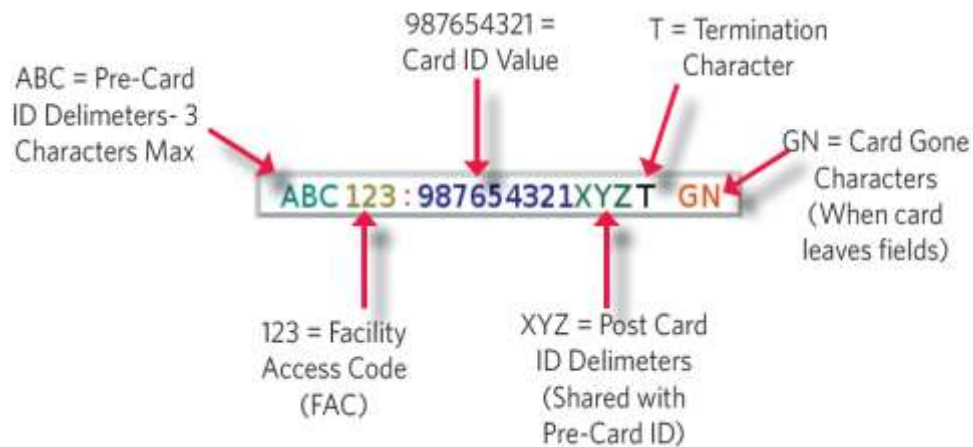 987654321 =
Card ID Value
T = Termination
Character
ABC = Pre-Card
ID Delimeters- 3
Characters Max
GN = Card Gone
Characters
(When card
leaves fields)
ABC123:987654321XYZT GN
123 = Facility
Access Code
(FAC)
XYZ = Post Card
ID Delimeters
(Shared with
Pre-Card ID)